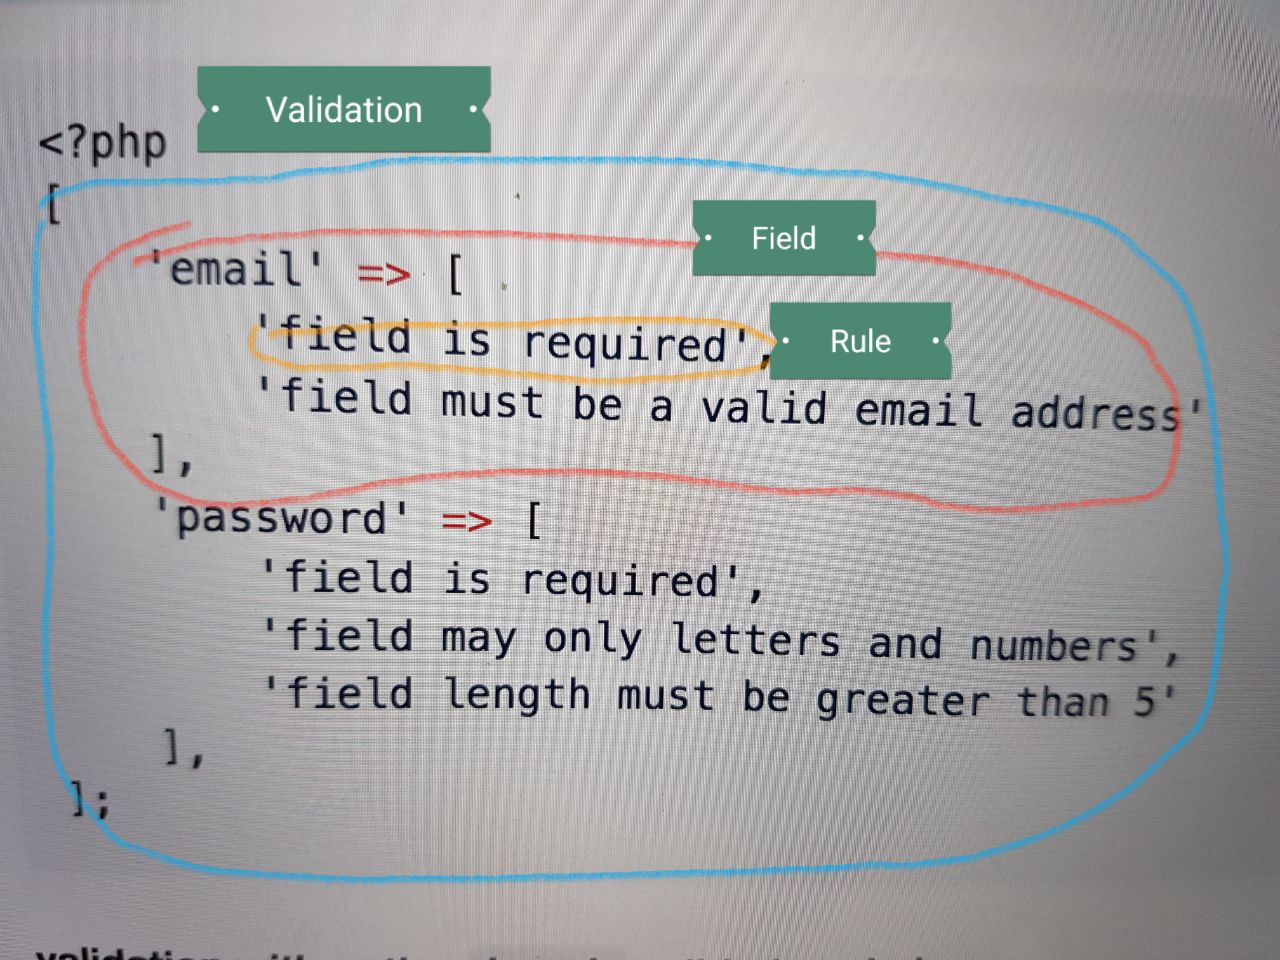 Validation
<?php
[
Field
'email' => [
'field is required',
Rule
'field must be a valid email address'
],
'password' => [
'field is required',
'field may only letters and numbers',
'field length must be greater than 5'
],
];
validation